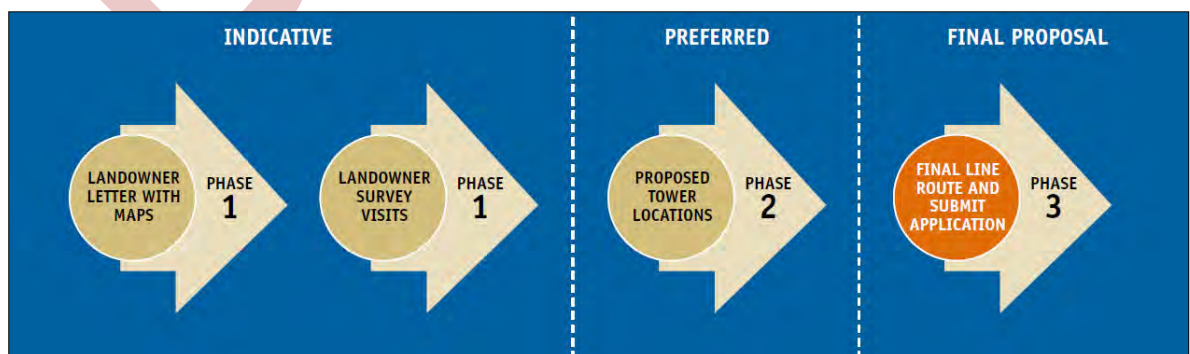 INDICATIVE
PREFERRED
FINAL PROPOSAL
LANDOWNER
LETTER WITH
MAPS
PHASE
1
LANDOWNER
SURVEY
VISITS
PHASE
1
PROPOSED
TOWER
LOCATIONS
PHASE
2
FINAL LINE
ROUTE AND
SUBMIT
APPLICATION
PHASE
3